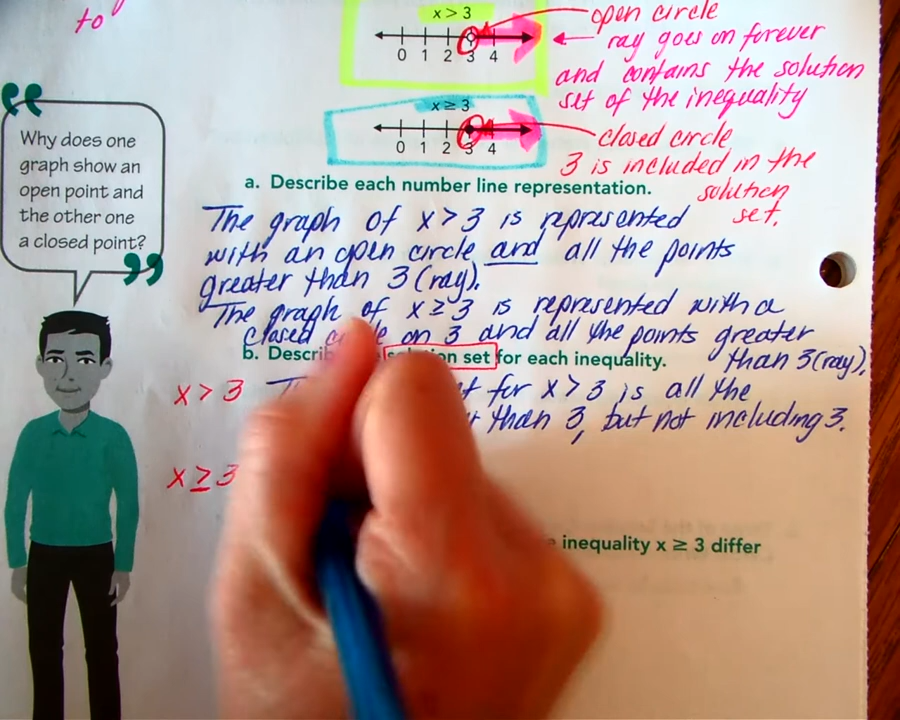 to
x > 3
0 1 2 3 4
open circle
ray goes on forever
and contains the solution
set of the inequality
x ≥ 3
0 1 2 3 4
closed circle
3 is included in the
solution
set.
Why does one
graph show an
open point and
the other one
a closed point?
a. Describe each number line representation.
The graph of x > 3 is represented
with an open circle and all the points
greater than 3 (ray).
The graph of x ≥ 3 is represented with a
closed on 3 and all the points greater
than 3 (ray).
b. set for each inequality.
x > 3 for x > 3 is all the
than 3, but not including 3.
x ≥ 3
inequality x ≥ 3 differ